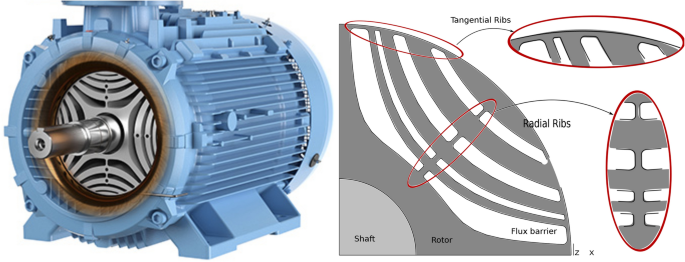 Tangential Ribs
Radial Ribs
Flux barrier
Shaft
Rotor
z x